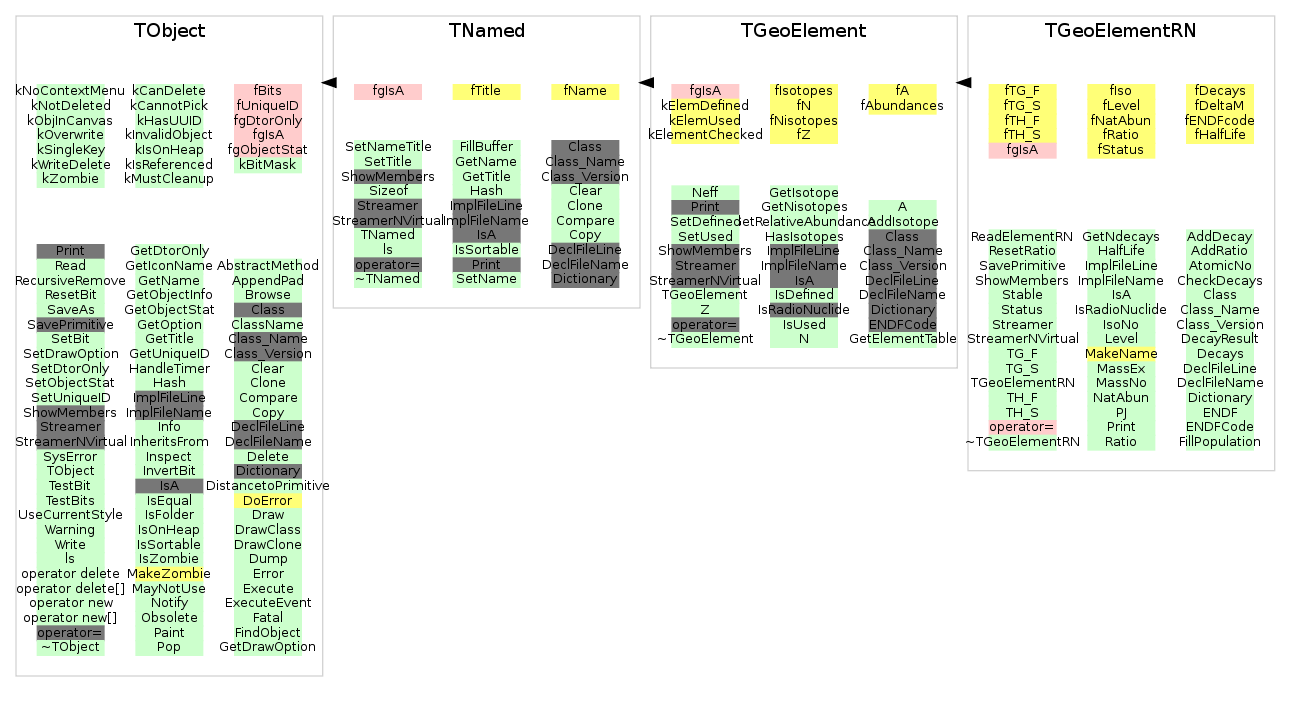 TObject
kNoContextMenu kCanDelete fBits
kNotDeleted kCannotPick fUniqueID
kObjInCanvas kHasUUID fgDtorOnly
kOverwrite kInvalidObject fgIsA
kSingleKey kIsOnHeap fgObjectStat
kWriteDelete kIsReferenced kBitMask
kZombie kMustCleanup
Print GetDtorOnly
Read GetIconName AbstractMethod
RecursiveRemove GetName AppendPad
ResetBit GetObjectInfo Browse
SaveAs GetObjectStat Class
SavePrimitive GetOption ClassName
SetBit GetTitle Class_Name
SetDrawOption GetUniqueID Class_Version
SetDtorOnly HandleTimer Clear
SetObjectStat Hash Clone
SetUniqueID ImplFileLine Compare
ShowMembers ImplFileName Copy
Streamer Info DeclFileLine
StreamerNVirtual InheritsFrom DeclFileName
SysError Inspect Delete
TObject InvertBit Dictionary
TestBit IsA DistancetoPrimitive
TestBits IsEqual DoError
UseCurrentStyle IsFolder Draw
Warning IsOnHeap DrawClass
Write IsSortable DrawClone
ls IsZombie Dump
operator delete MakeZombie Error
operator delete[] MayNotUse Execute
operator new Notify ExecuteEvent
operator new[] Obsolete Fatal
operator= Paint FindObject
~TObject Pop GetDrawOption
TNamed
fgIsA fTitle fName
SetNameTitle FillBuffer Class
SetTitle GetName Class_Name
ShowMembers GetTitle Class_Version
Sizeof Hash Clear
Streamer ImplFileLine Clone
StreamerNVirtual ImplFileName Compare
TNamed IsA Copy
ls IsSortable DeclFileLine
operator= Print DeclFileName
~TNamed SetName Dictionary
TGeoElement
fgIsA fIsotopes fA
kElemDefined fN fAbundances
kElemUsed fNisotopes
kElementChecked fZ
Neff GetIsotope
Print GetNisotopes A
SetDefined GetRelativeAbundance AddIsotope
SetUsed HasIsotopes Class
ShowMembers ImplFileLine Class_Name
Streamer ImplFileName Class_Version
StreamerNVirtual IsA DeclFileLine
TGeoElement IsDefined DeclFileName
Z IsRadioNuclide Dictionary
operator= IsUsed ENDFCode
~TGeoElement N GetElementTable
TGeoElementRN
fTG_F fIso fDecays
fTG_S fLevel fDeltaM
fTH_F fNatAbun fENDFcode
fTH_S fRatio fHalfLife
fgIsA fStatus
ReadElementRN GetNdecays AddDecay
ResetRatio HalfLife AddRatio
SavePrimitive ImplFileLine AtomicNo
ShowMembers ImplFileName CheckDecays
Stable IsA Class
Status IsRadioNuclide Class_Name
Streamer IsoNo Class_Version
StreamerNVirtual Level DecayResult
TG_F MakeName Decays
TG_S MassEx DeclFileLine
TGeoElementRN MassNo DeclFileName
TH_F NatAbun Dictionary
TH_S PJ ENDF
operator= Print ENDFCode
~TGeoElementRN Ratio FillPopulation